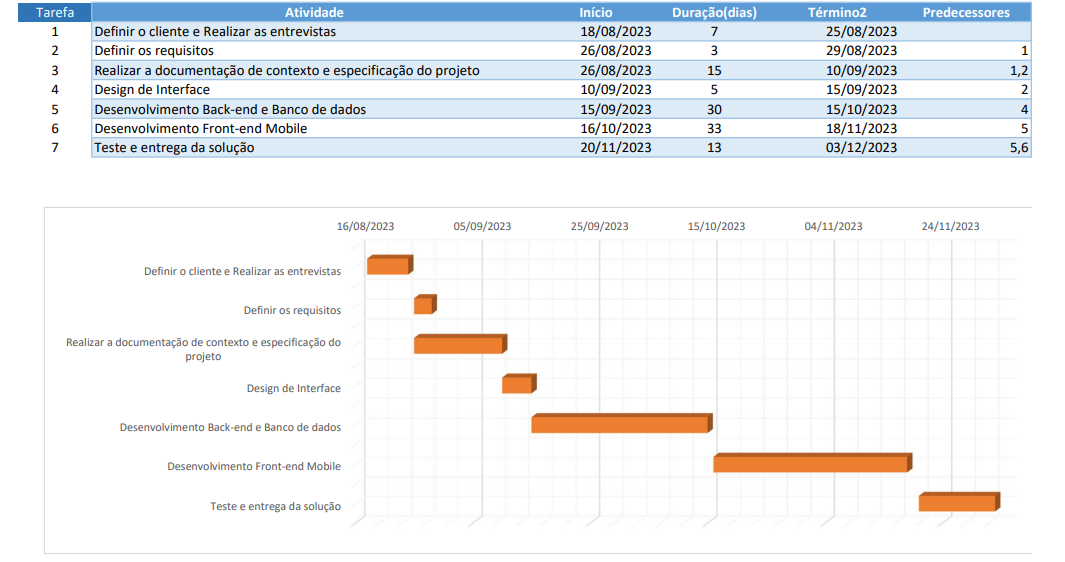 Tarefa Atividade Início Duração(dias) Término2 Predecessores
1 Definir o cliente e Realizar as entrevistas 18/08/2023 7 25/08/2023
2 Definir os requisitos 26/08/2023 3 29/08/2023 1
3 Realizar a documentação de contexto e especificação do projeto 26/08/2023 15 10/09/2023 1,2
4 Design de Interface 10/09/2023 5 15/09/2023 2
5 Desenvolvimento Back-end e Banco de dados 15/09/2023 30 15/10/2023 4
6 Desenvolvimento Front-end Mobile 16/10/2023 33 18/11/2023 5
7 Teste e entrega da solução 20/11/2023 13 03/12/2023 5,6
16/08/2023 05/09/2023 25/09/2023 15/10/2023 04/11/2023 24/11/2023
Definir o cliente e Realizar as entrevistas
Definir os requisitos
Realizar a documentação de contexto e especificação do
projeto
Design de Interface
Desenvolvimento Back-end e Banco de dados
Desenvolvimento Front-end Mobile
Teste e entrega da solução